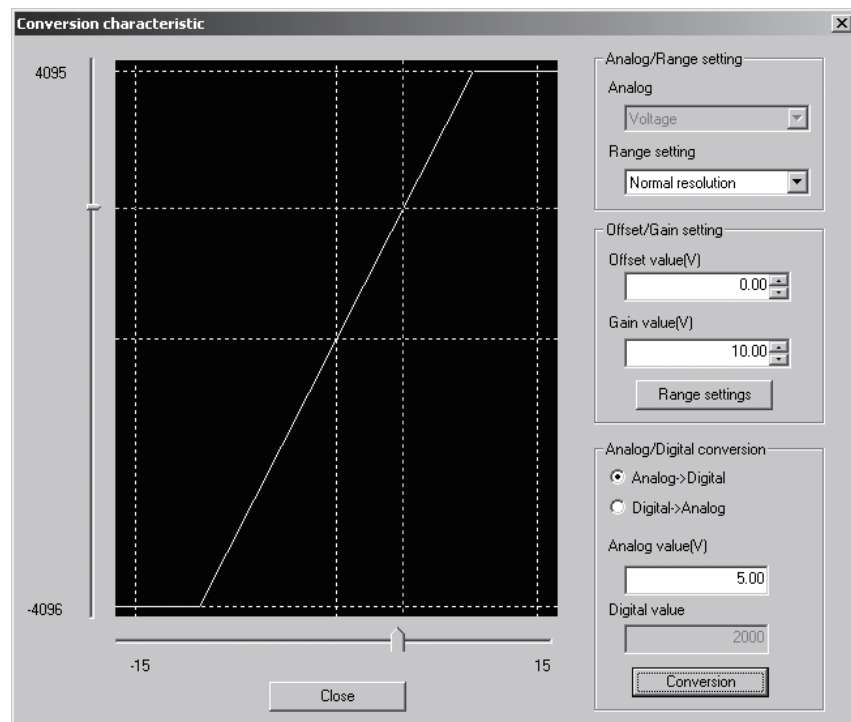 Conversion characteristic
4095
-4096
-15
15
Close
Analog/Range setting
Analog
Voltage
Range setting
Normal resolution
Offset/Gain setting
Offset value(V)
0.00
Gain value(V)
10.00
Range settings
Analog/Digital conversion
Analog->Digital
Digital->Analog
Analog value(V)
5.00
Digital value
2000
Conversion